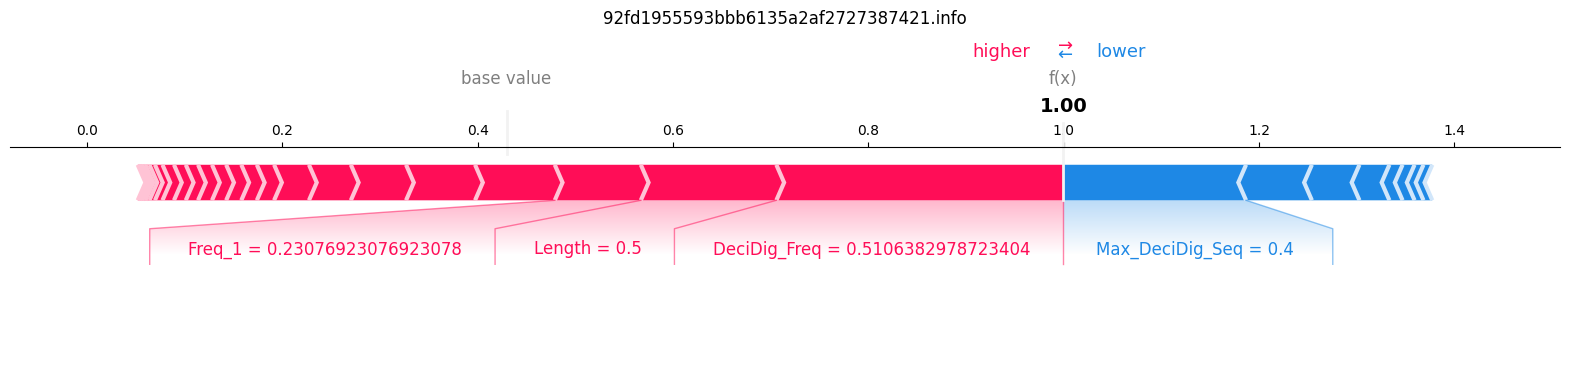 92fd1955593bbb6135a2af2727387421.info
higher ⇄ lower
base value f(x)
1.00
0.0 0.2 0.4 0.6 0.8 1.0 1.2 1.4
Freq_1 = 0.23076923076923078 Length = 0.5 DeciDig_Freq = 0.5106382978723404 Max_DeciDig_Seq = 0.4